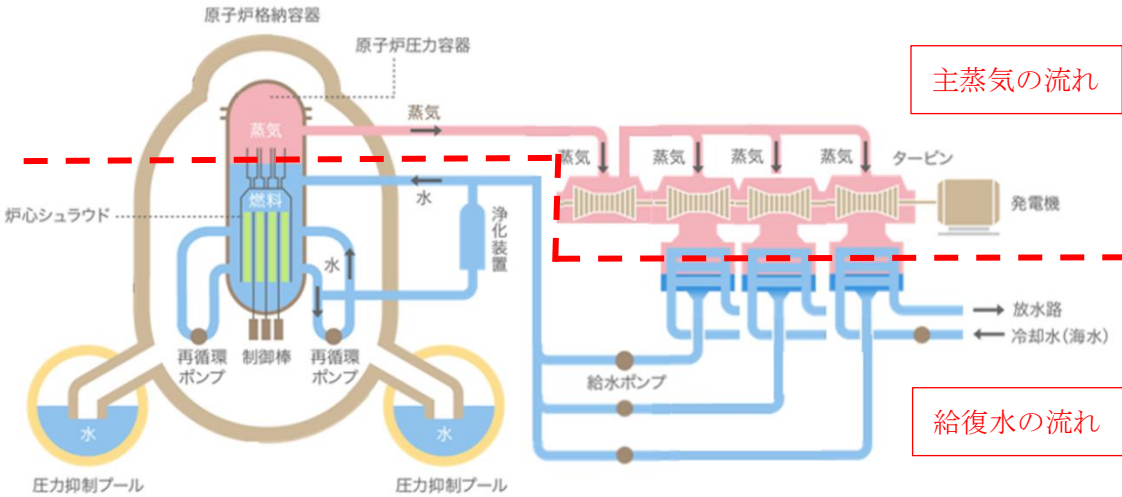 原子炉格納容器
原子炉圧力容器
主蒸気の流れ
蒸気
蒸気
蒸気
蒸気
蒸気
蒸気
タービン
水
燃料
炉心シュラウド
浄化装置
発電機
水
放水路
冷却水(海水)
再循環
ポンプ
制御棒
再循環
ポンプ
給水ポンプ
給復水の流れ
水
水
圧力抑制プール
圧力抑制プール